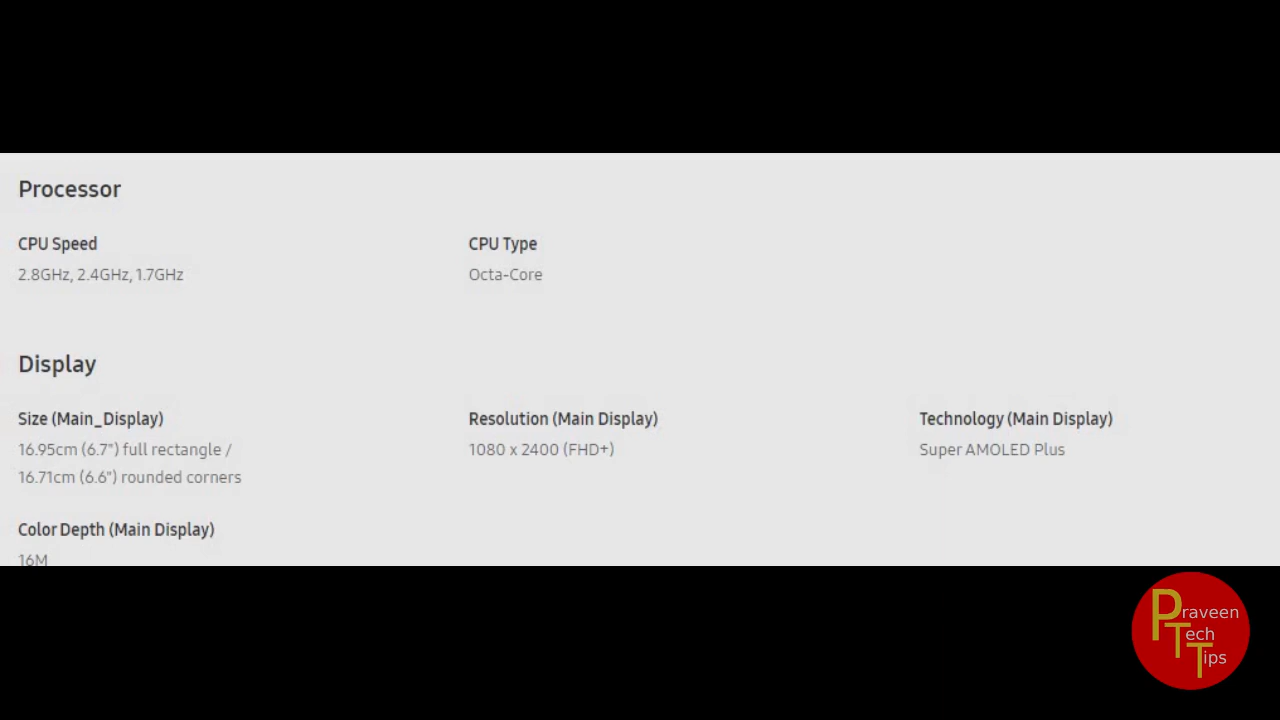 Processor
CPU Speed
CPU Type
2.8GHz, 2.4GHz, 1.7GHz
Octa-Core
Display
Size (Main_Display)
Resolution (Main Display)
Technology (Main Display)
16.95cm (6.7") full rectangle /
1080 x 2400 (FHD+)
Super AMOLED Plus
16.71cm (6.6") rounded corners
Color Depth (Main Display)
16M
Praveen
Tech
Tips